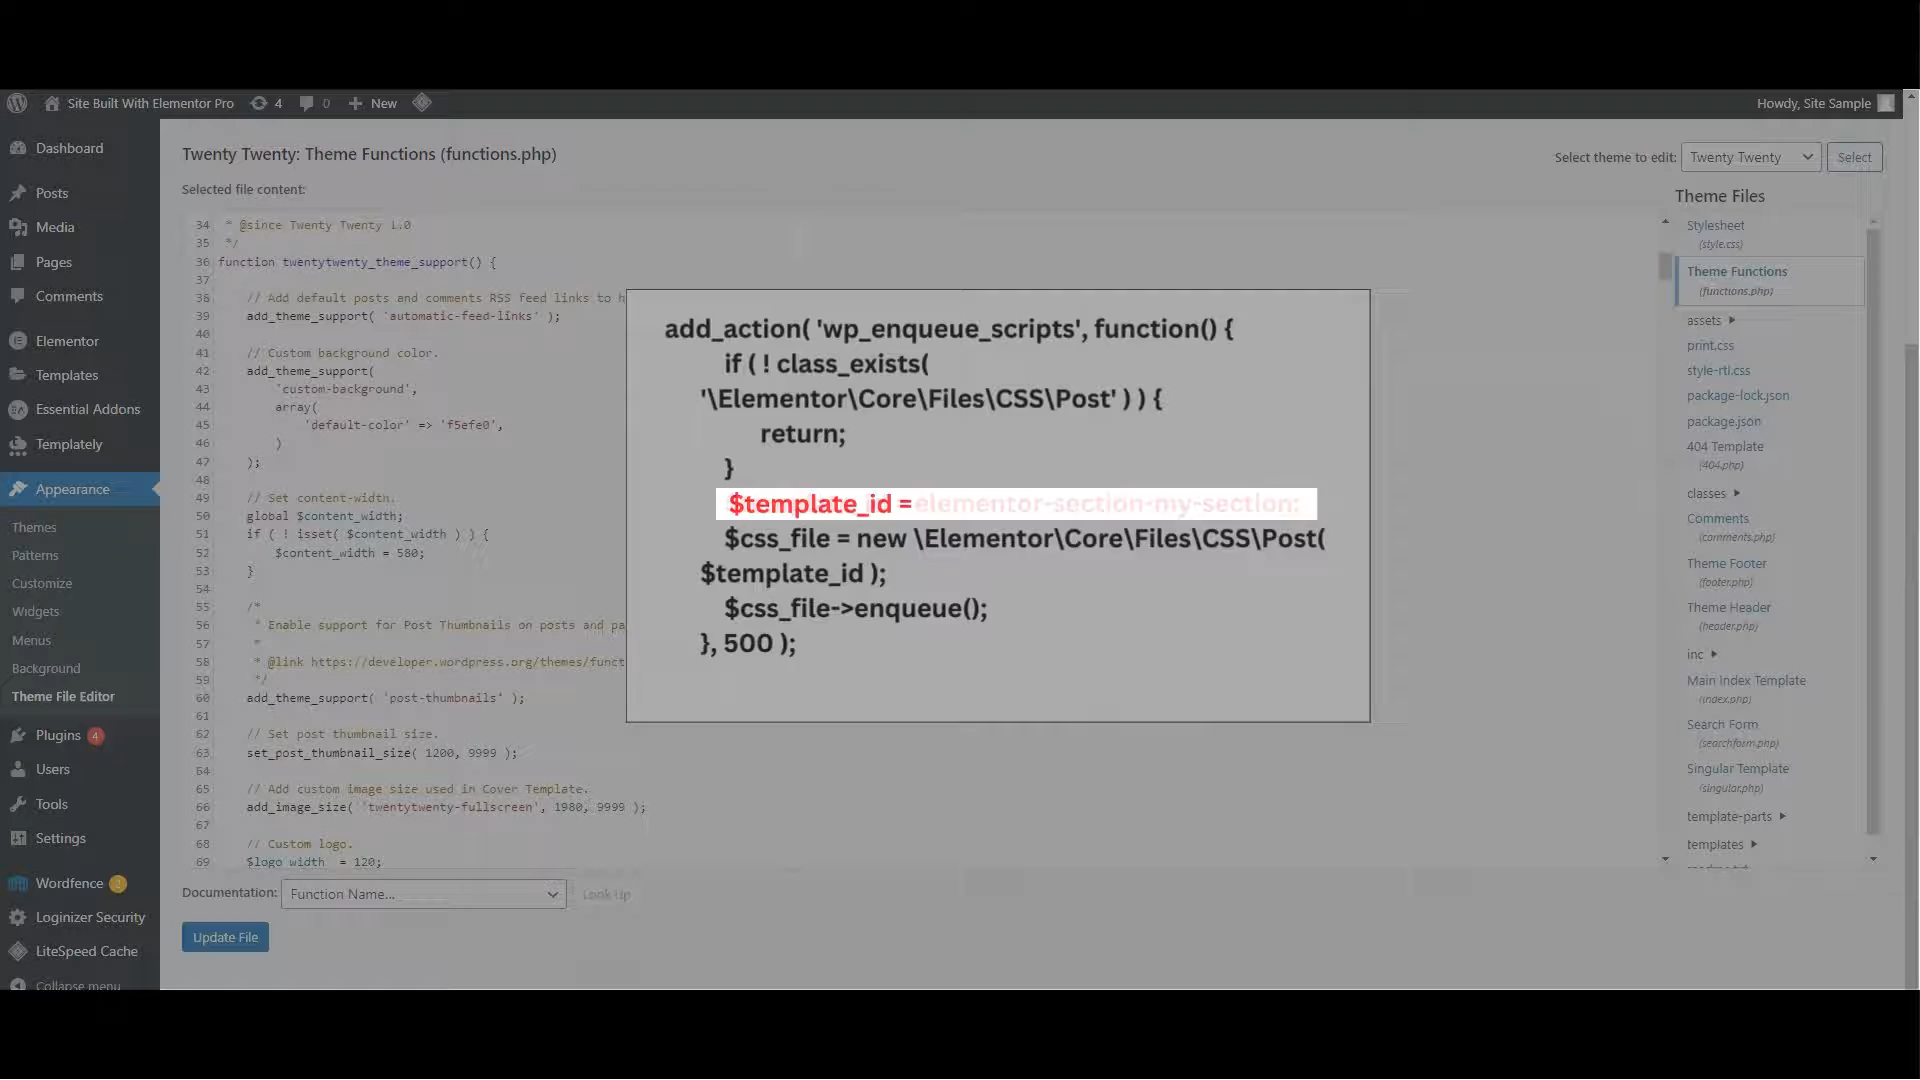 Site Built With Elementor Pro 4 0 New
Howdy, Site Sample
Dashboard
Posts
Media
Pages
Comments
Elementor
Templates
Essential Addons
Templately
Appearance
Themes
Patterns
Customize
Widgets
Menus
Background
Theme File Editor
Plugins 4
Users
Tools
Settings
Wordfence 2
Loginizer Security
LiteSpeed Cache
Collapse menu
Twenty Twenty: Theme Functions (functions.php)
Select theme to edit: Twenty Twenty Select
Selected file content:
34 * @since Twenty Twenty 1.0
35 */
36 function twentytwenty_theme_support() {
37
38 // Add default posts and comments RSS feed links to h
39 add_theme_support( 'automatic-feed-links' );
40
41 // Custom background color.
42 add_theme_support(
43 'custom-background',
44 array(
45 'default-color' => 'f5efe0',
46 )
47 );
48
49 // Set content-width.
50 global $content_width;
51 if ( ! isset( $content_width ) ) {
52 $content_width = 580;
53 }
54
55 /*
56 * Enable support for Post Thumbnails on posts and pa
57 *
58 * @link https://developer.wordpress.org/themes/funct
59 */
60 add_theme_support( 'post-thumbnails' );
61
62 // Set post thumbnail size.
63 set_post_thumbnail_size( 1200, 9999 );
64
65 // Add custom image size used in Cover Template.
66 add_image_size( 'twentytwenty-fullscreen', 1980, 9999 );
67
68 // Custom logo.
69 $logo_width = 120;
add_action( 'wp_enqueue_scripts', function() {
if ( ! class_exists(
'\Elementor\Core\Files\CSS\Post' ) ) {
return;
}
$template_id = elementor-section-my-section;
$css_file = new \Elementor\Core\Files\CSS\Post(
$template_id );
$css_file->enqueue();
}, 500 );
Documentation: Function Name... Look Up
Update File
Theme Files
Stylesheet
(style.css)
Theme Functions
(functions.php)
assets
print.css
style-rtl.css
package-lock.json
package.json
404 Template
(404.php)
classes
Comments
(comments.php)
Theme Footer
(footer.php)
Theme Header
(header.php)
inc
Main Index Template
(index.php)
Search Form
(searchform.php)
Singular Template
(singular.php)
template-parts
templates